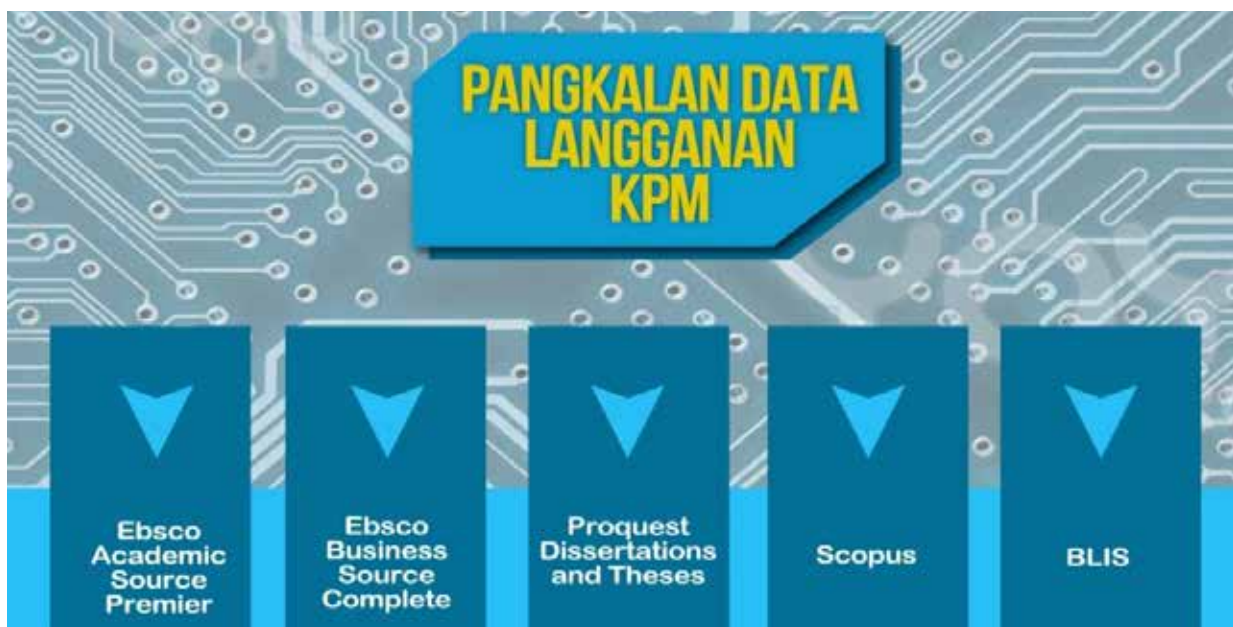 PANGKALAN DATA
LANGGANAN
KPM
Ebsco
Academic
Source
Premier
Ebsco
Business
Source
Complete
Proquest
Dissertations
and Theses
Scopus
BLIS